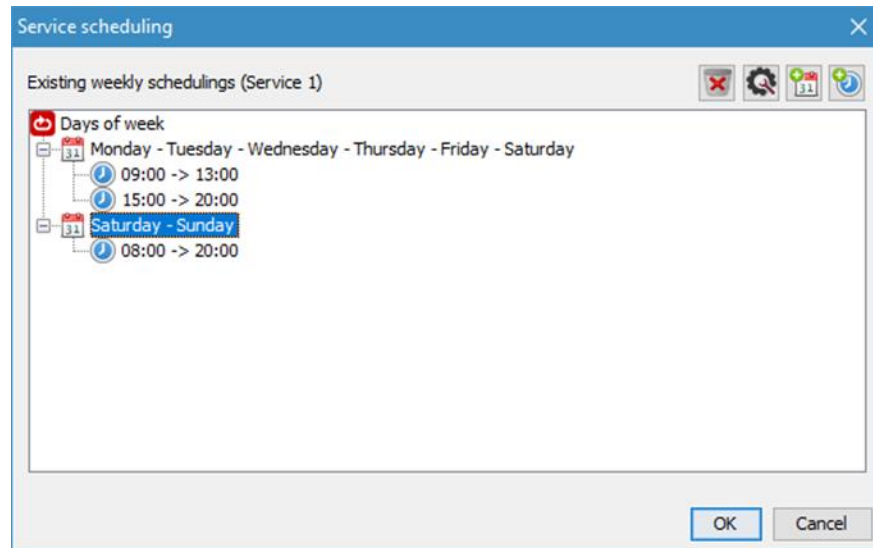 Service scheduling
Existing weekly schedulings (Service 1)
Days of week
Monday - Tuesday - Wednesday - Thursday - Friday - Saturday
09:00 -> 13:00
15:00 -> 20:00
Saturday - Sunday
08:00 -> 20:00
OK Cancel